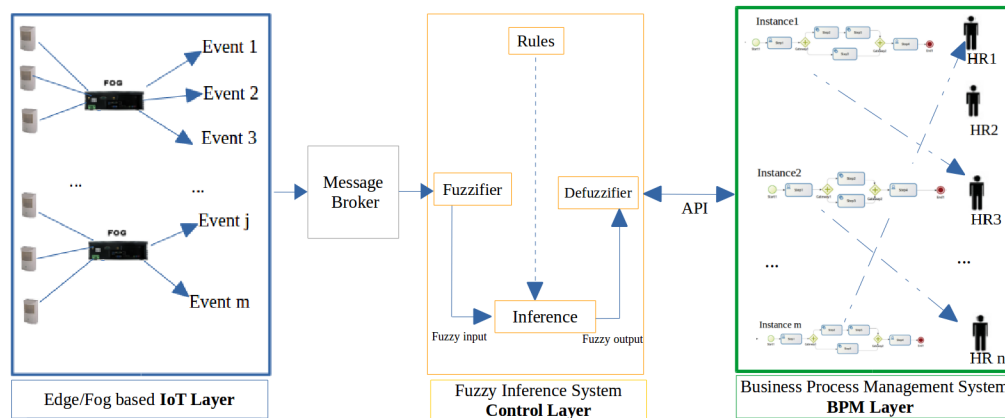 FOG
Event 1
Event 2
Event 3
...
...
FOG
Event j
Event m
Message
Broker
Rules
Fuzzifier
Defuzzifier
Inference
Fuzzy input
Fuzzy output
API
Instance1
HR1
HR2
Instance2
HR3
...
...
Instance m
HR n
Edge/Fog based IoT Layer
Fuzzy Inference System
Control Layer
Business Process Management System
BPM Layer